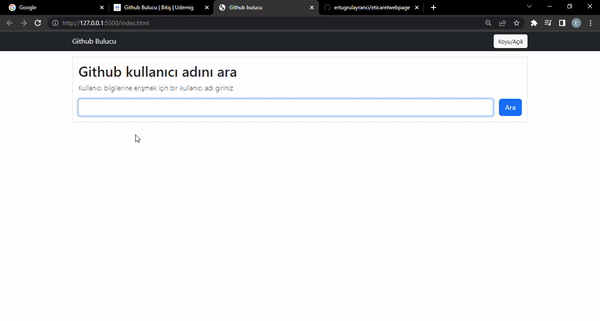 Google
Github Bulucu | Bitiş | Udemig
Github bulucu
ertugrulayranci/eticaretwebpage
http://127.0.0.1:5500/index.html
E
Github Bulucu
Koyu/Açık
Github kullanıcı adını ara
Kullanıcı bilgilerine erişmek için bir kullanıcı adı giriniz
Ara